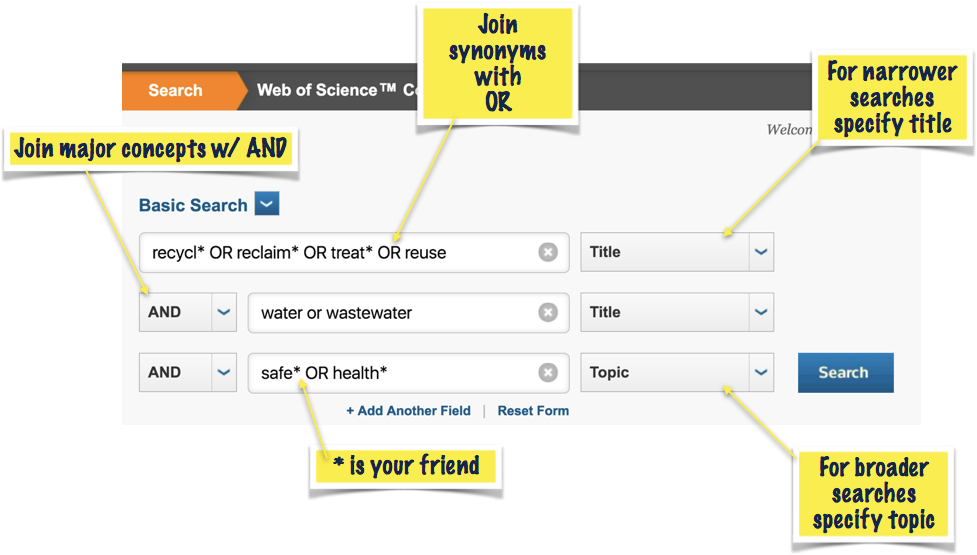 Join
synonyms
with
OR
For narrower
searches
specify title
Search
Web of Science™ C
Welcom
Join major concepts w/ AND
Basic Search
recycl* OR reclaim* OR treat* OR reuse
Title
AND
water or wastewater
Title
AND
safe* OR health*
Topic
Search
+ Add Another Field | Reset Form
* is your friend
For broader
searches
specify topic